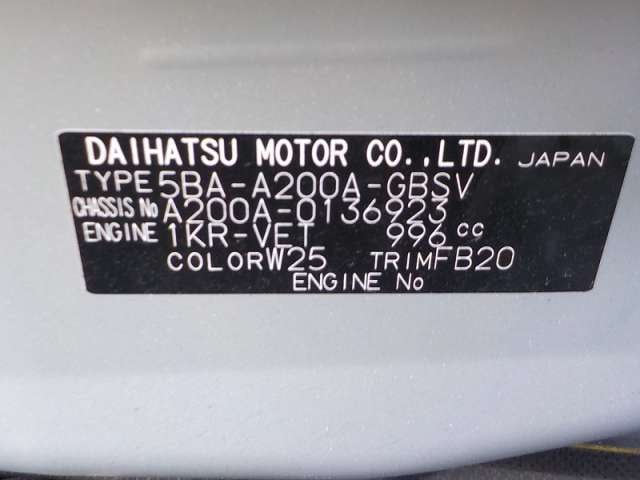 DAIHATSU MOTOR CO.,LTD. JAPAN
TYPE 5BA-A200A-GBSV
CHASSIS No A200A-0136923
ENGINE 1KR-VET 996 cc
COLOR W25 TRIM FB20
ENGINE No